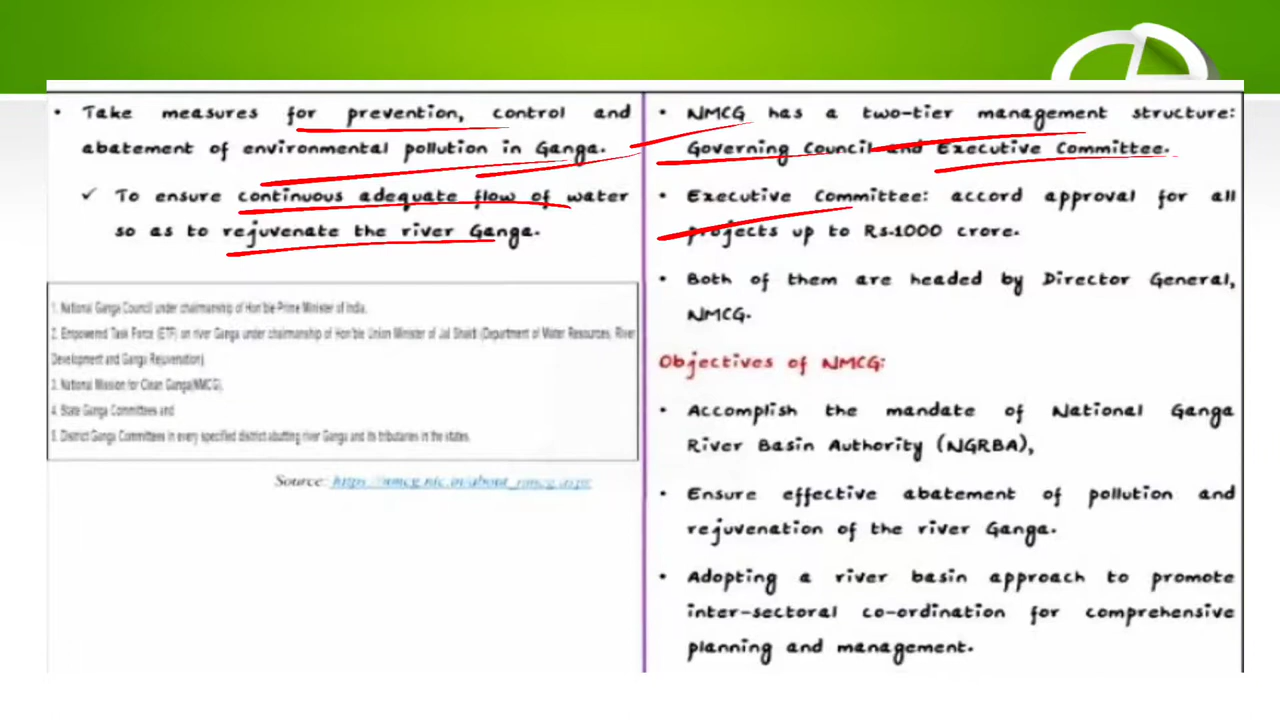 • Take measures for prevention, control and
abatement of environmental pollution in Ganga.
✓ To ensure continuous adequate flow of water
so as to rejuvenate the river Ganga.
1. National Ganga Council under chairmanship of Hon'ble Prime Minister of India.
2. Empowered Task Force (ETF) on river Ganga under chairmanship of Hon'ble Union Minister of Jal Shakti (Department of Water Resources, River
Development and Ganga Rejuvenation)
3. National Mission for Clean Ganga(NMCG).
4. State Ganga Committees and
5. District Ganga Committees in every specified district abutting river Ganga and its tributaries in the states.
Source: https://nmcg.nic.in/about_nmcg.aspx
• NMCG has a two-tier management structure:
Governing Council and Executive Committee.
• Executive Committee: accord approval for all
projects up to Rs.1000 crore.
• Both of them are headed by Director General,
NMCG.
Objectives of NMCG:
• Accomplish the mandate of National Ganga
River Basin Authority (NGRBA),
• Ensure effective abatement of pollution and
rejuvenation of the river Ganga.
• Adopting a river basin approach to promote
inter-sectoral co-ordination for comprehensive
planning and management.